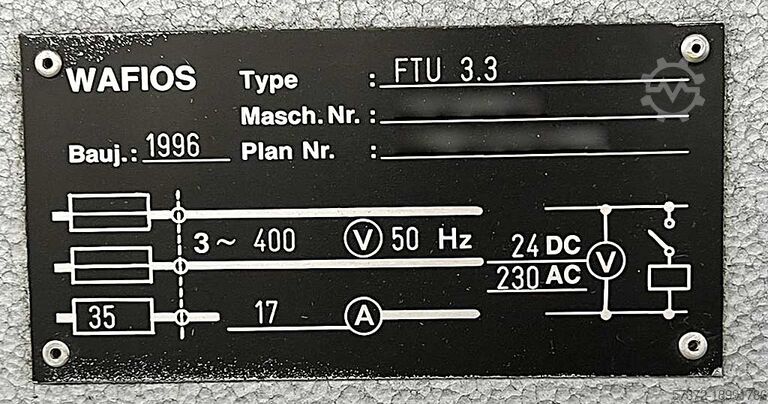 WAFIOS Type : FTU 3.3
Masch.Nr. :
Bauj.: 1996 Plan Nr. :
3~ 400 V 50 Hz
24 DC V
230 AC
35 17 A